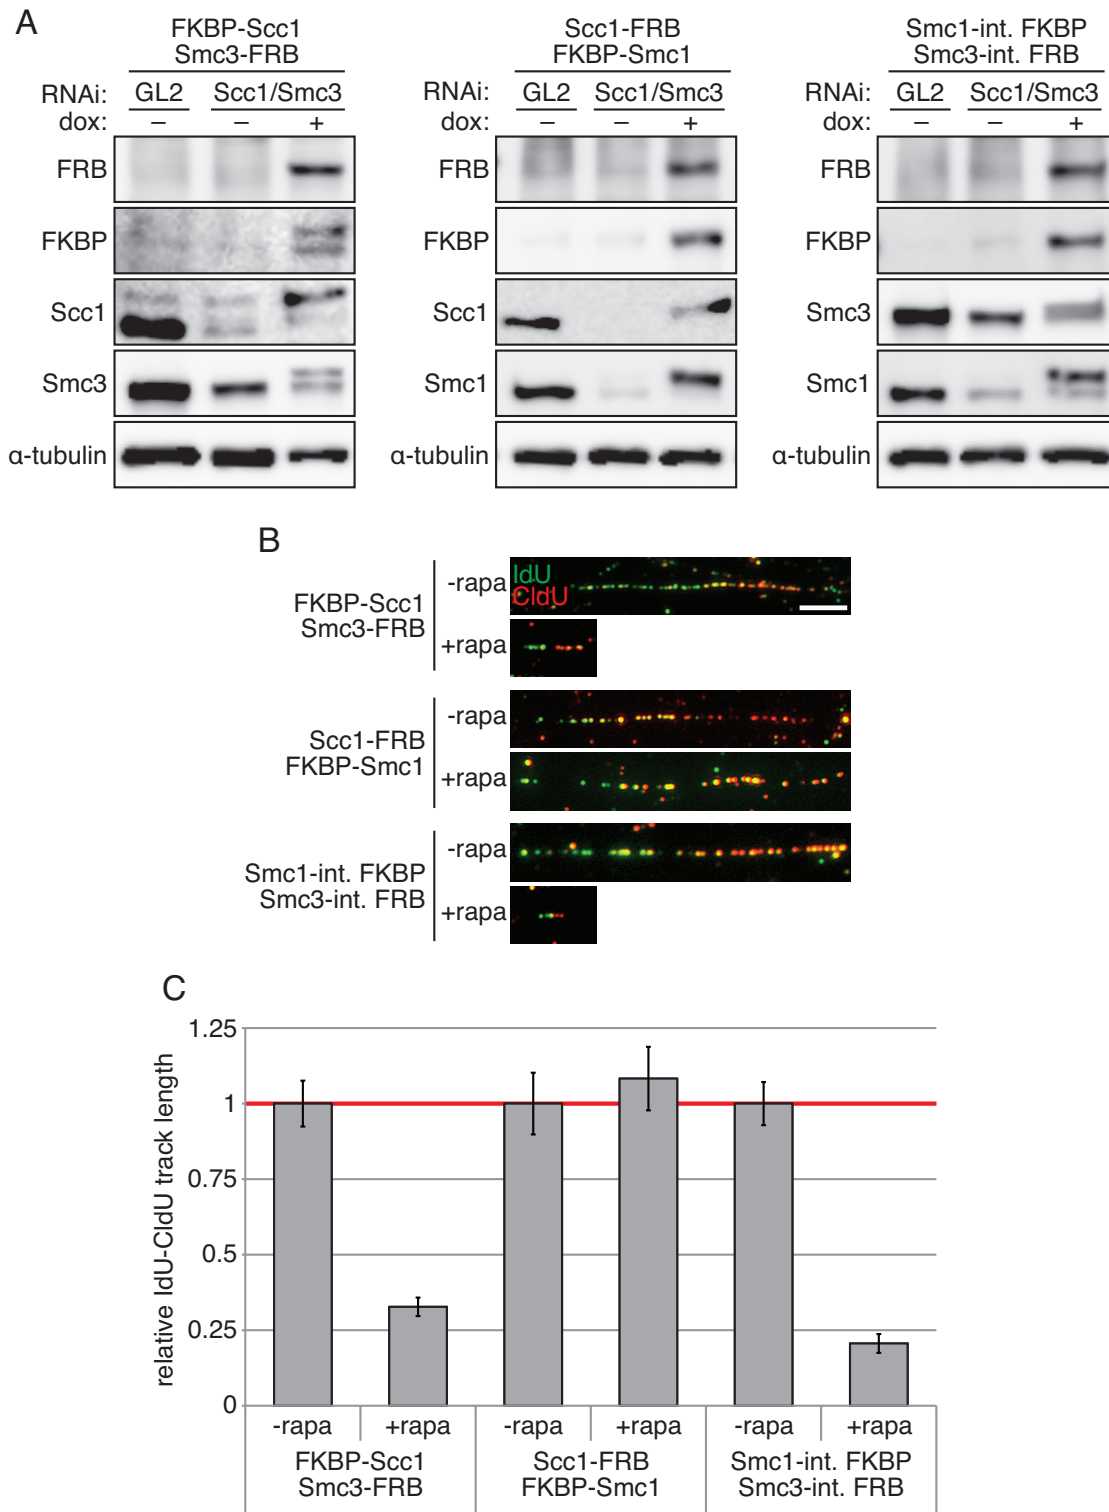 A
FKBP-Scc1
Smc3-FRB
RNAi: GL2 Scc1/Smc3
dox: – – +
FRB
FKBP
Scc1
Smc3
α-tubulin
Scc1-FRB
FKBP-Smc1
RNAi: GL2 Scc1/Smc3
dox: – – +
FRB
FKBP
Scc1
Smc1
α-tubulin
Smc1-int. FKBP
Smc3-int. FRB
RNAi: GL2 Scc1/Smc3
dox: – – +
FRB
FKBP
Smc3
Smc1
α-tubulin
B
FKBP-Scc1
Smc3-FRB
-rapa
IdU
CldU
+rapa
Scc1-FRB
FKBP-Smc1
-rapa
+rapa
Smc1-int. FKBP
Smc3-int. FRB
-rapa
+rapa
C
relative IdU-CldU track length
1.25
1
0.75
0.5
0.25
0
-rapa +rapa -rapa +rapa -rapa +rapa
FKBP-Scc1 Scc1-FRB Smc1-int. FKBP
Smc3-FRB FKBP-Smc1 Smc3-int. FRB